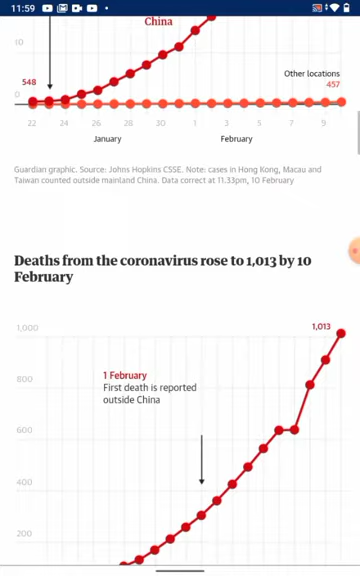 11:59
China
10
548
Other locations
457
0
22 24 26 28 30 1 3 5 7 9
January February
Guardian graphic. Source: Johns Hopkins CSSE. Note: cases in Hong Kong, Macau and
Taiwan counted outside mainland China. Data correct at 11.33pm, 10 February
Deaths from the coronavirus rose to 1,013 by 10
February
1,000
1,013
800
1 February
First death is reported
outside China
600
400
200